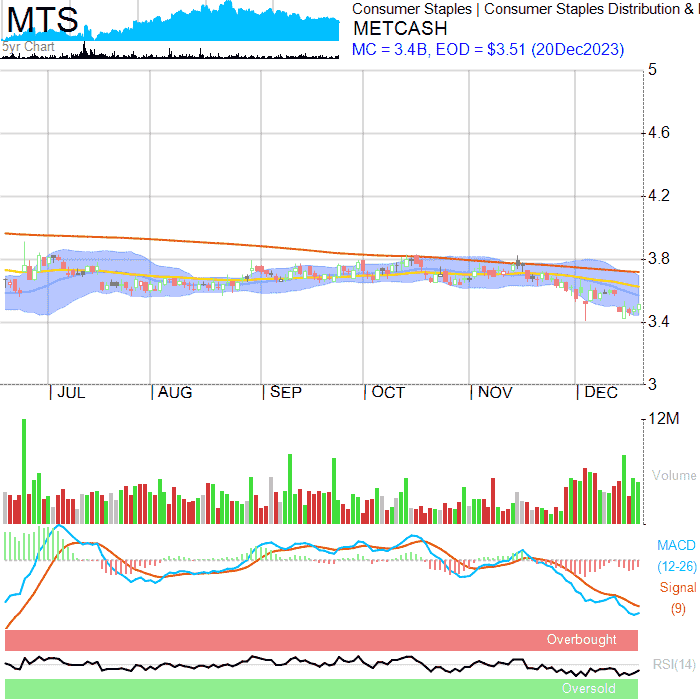 MTS
5yr Chart
Consumer Staples | Consumer Staples Distribution &
METCASH
MC = 3.4B, EOD = $3.51 (20Dec2023)
5
4.6
4.2
3.8
3.4
3
| JUL | AUG | SEP | OCT | NOV | DEC
12M
Volume
MACD
(12-26)
Signal
(9)
Overbought
RSI(14)
Oversold